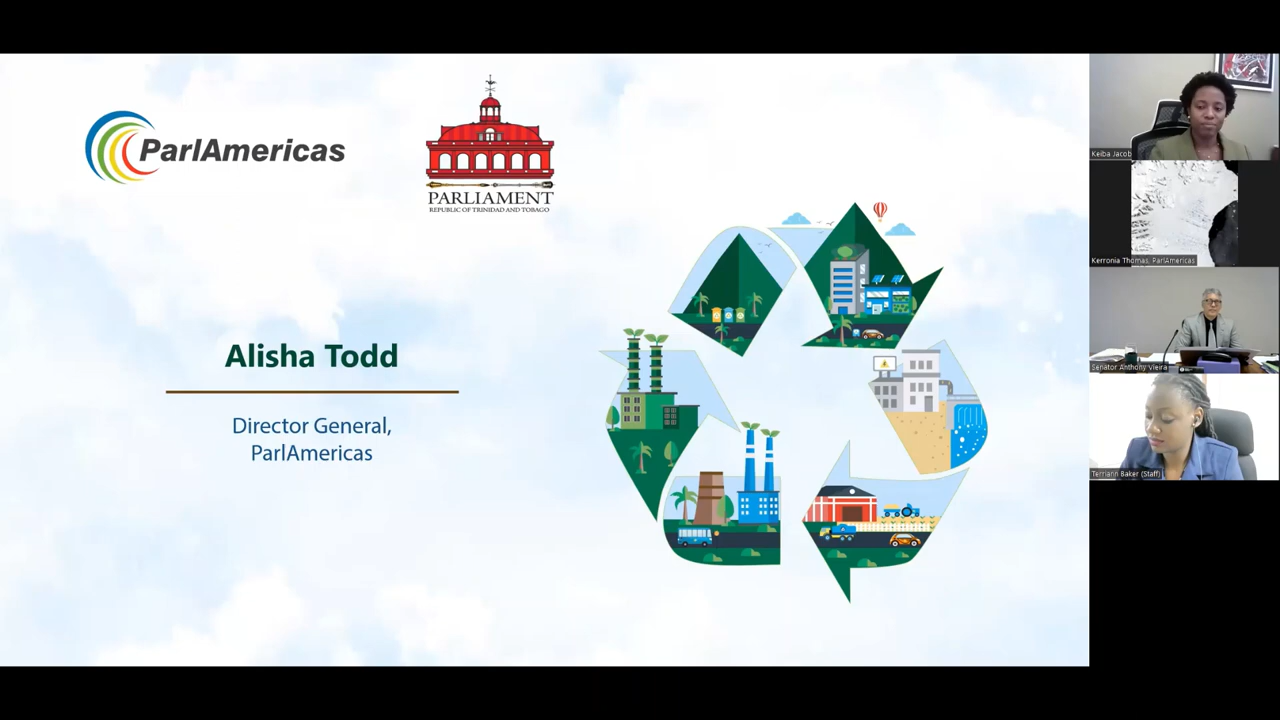 ParlAmericas
PARLIAMENT
REPUBLIC OF TRINIDAD AND TOBAGO
Alisha Todd
Director General,
ParlAmericas
Keiba Jacob
Kerronia Thomas, ParlAmericas
Senator Anthony Vieira
Terriann Baker (Staff)